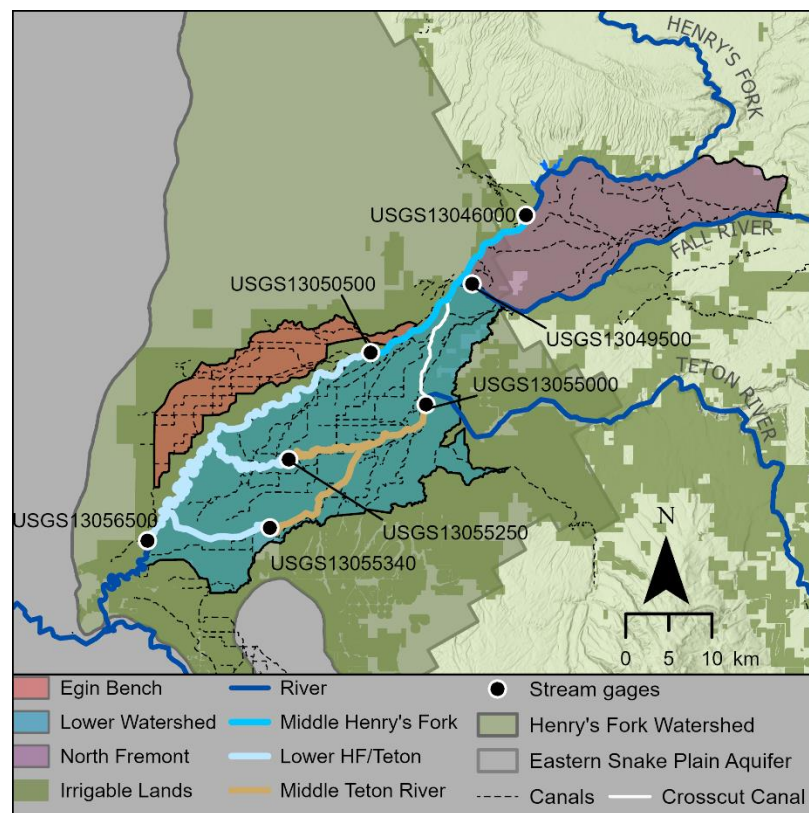 HENRY'S FORK
USGS13046000
FALL RIVER
USGS13050500
USGS13049500
USGS13055000
TETON RIVER
USGS13056500
USGS13055250
USGS13055340
N
0 5 10 km
Egin Bench
River
Stream gages
Lower Watershed
Middle Henry's Fork
Henry's Fork Watershed
North Fremont
Lower HF/Teton
Eastern Snake Plain Aquifer
Irrigable Lands
Middle Teton River
Canals
Crosscut Canal